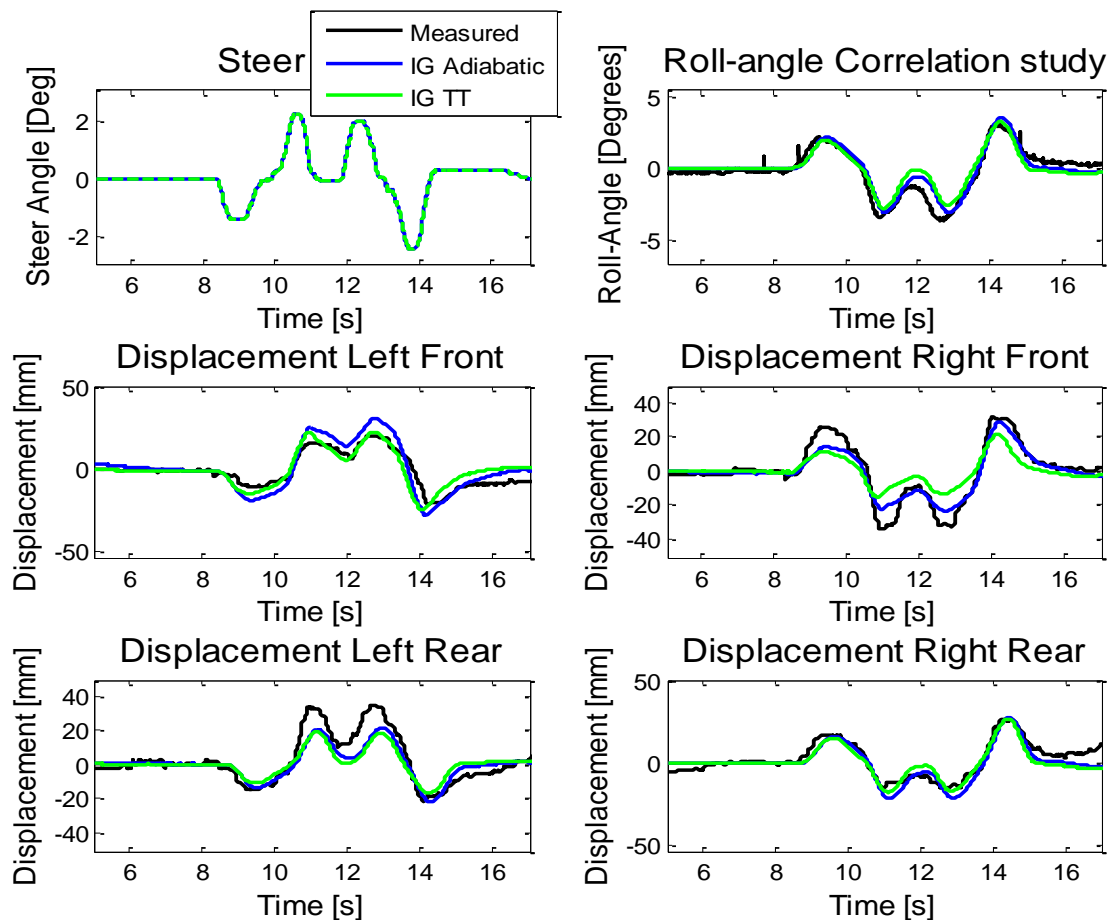 Measured
IG Adiabatic
IG TT
Steer
Steer Angle [Deg]
2
0
-2
6 8 10 12 14 16
Time [s]
Roll-angle Correlation study
Roll-Angle [Degrees]
5
0
-5
6 8 10 12 14 16
Time [s]
Displacement Left Front
Displacement [mm]
50
0
-50
6 8 10 12 14 16
Time [s]
Displacement Right Front
Displacement [mm]
40
20
0
-20
-40
6 8 10 12 14 16
Time [s]
Displacement Left Rear
Displacement [mm]
40
20
0
-20
-40
6 8 10 12 14 16
Time [s]
Displacement Right Rear
Displacement [mm]
50
0
-50
6 8 10 12 14 16
Time [s]